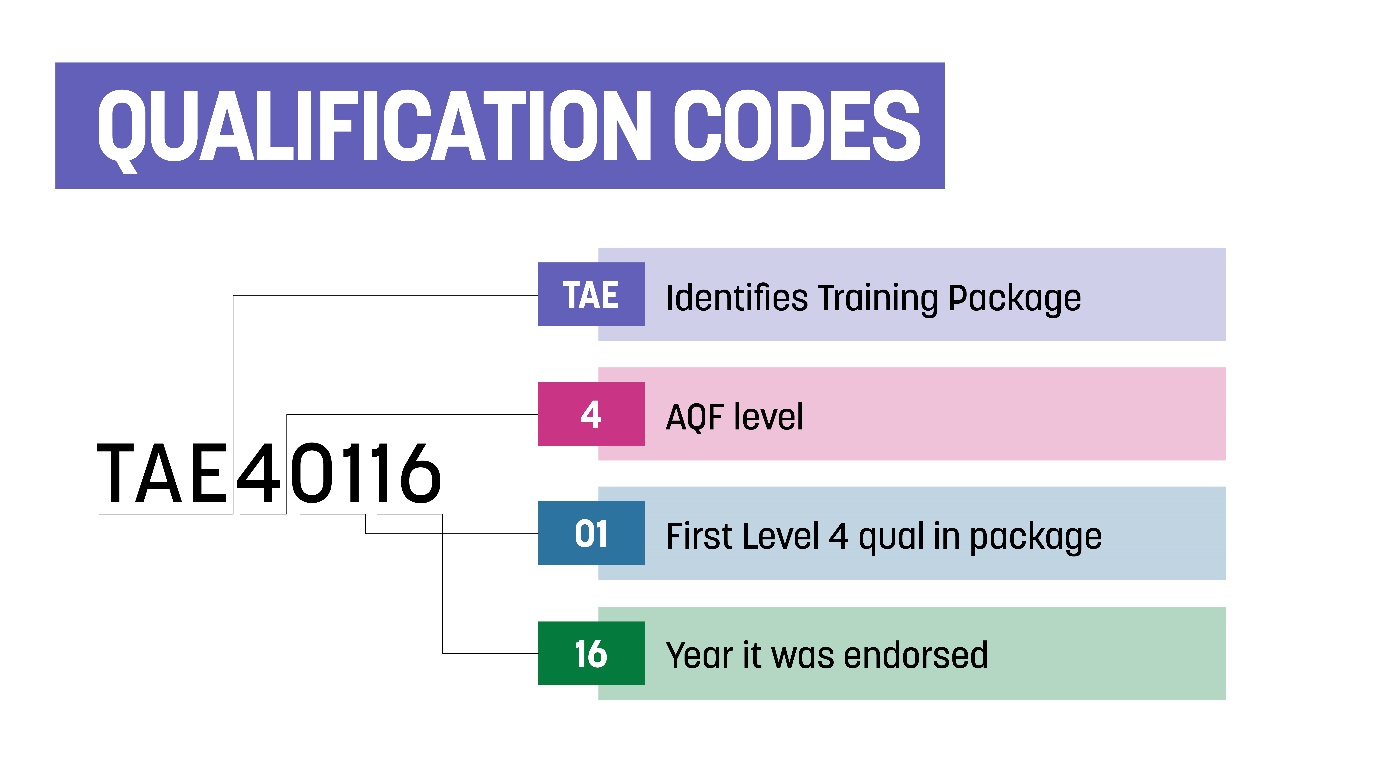 QUALIFICATION CODES
TAE Identifies Training Package
4 AQF level
TAE40116
01 First Level 4 qual in package
16 Year it was endorsed